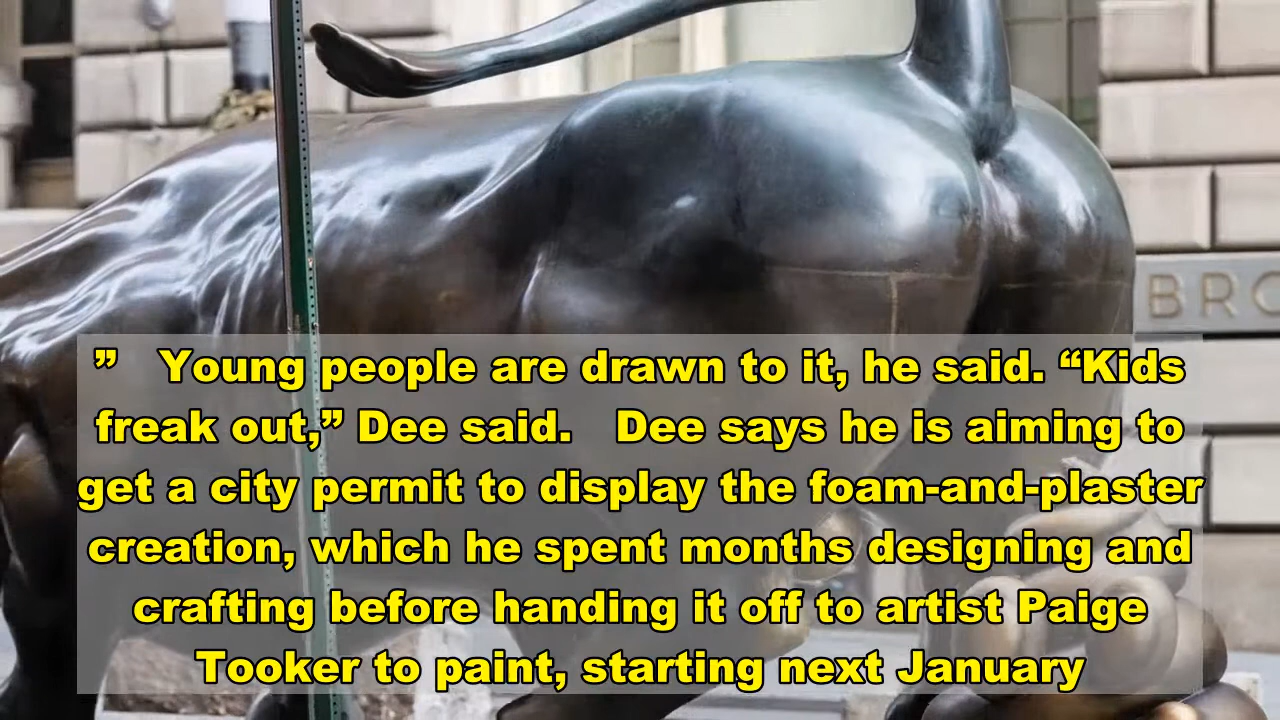 BRO
”   Young people are drawn to it, he said. “Kids
freak out,” Dee said.   Dee says he is aiming to
get a city permit to display the foam-and-plaster
creation, which he spent months designing and
crafting before handing it off to artist Paige
Tooker to paint, starting next January